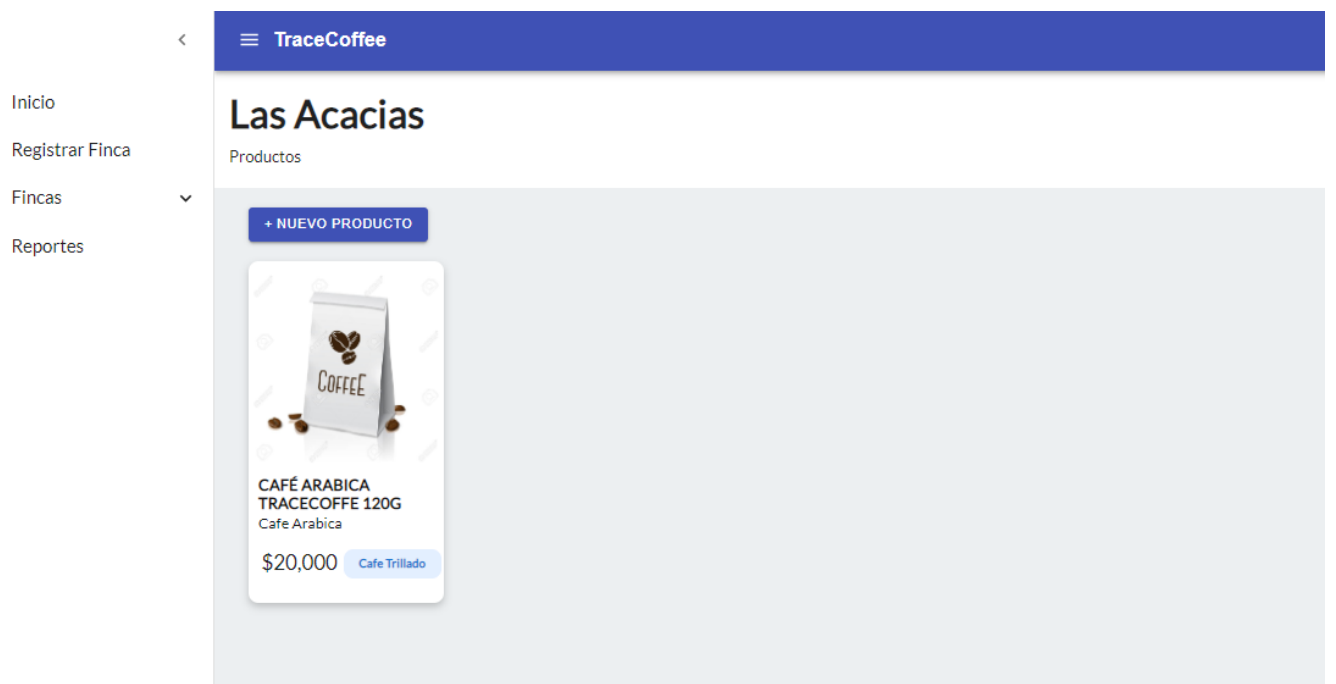 TraceCoffee
Inicio
Registrar Finca
Fincas
Reportes
Las Acacias
Productos
+ NUEVO PRODUCTO
COFFEE
CAFÉ ARABICA
TRACECOFFE 120G
Cafe Arabica
$20,000 Cafe Trillado